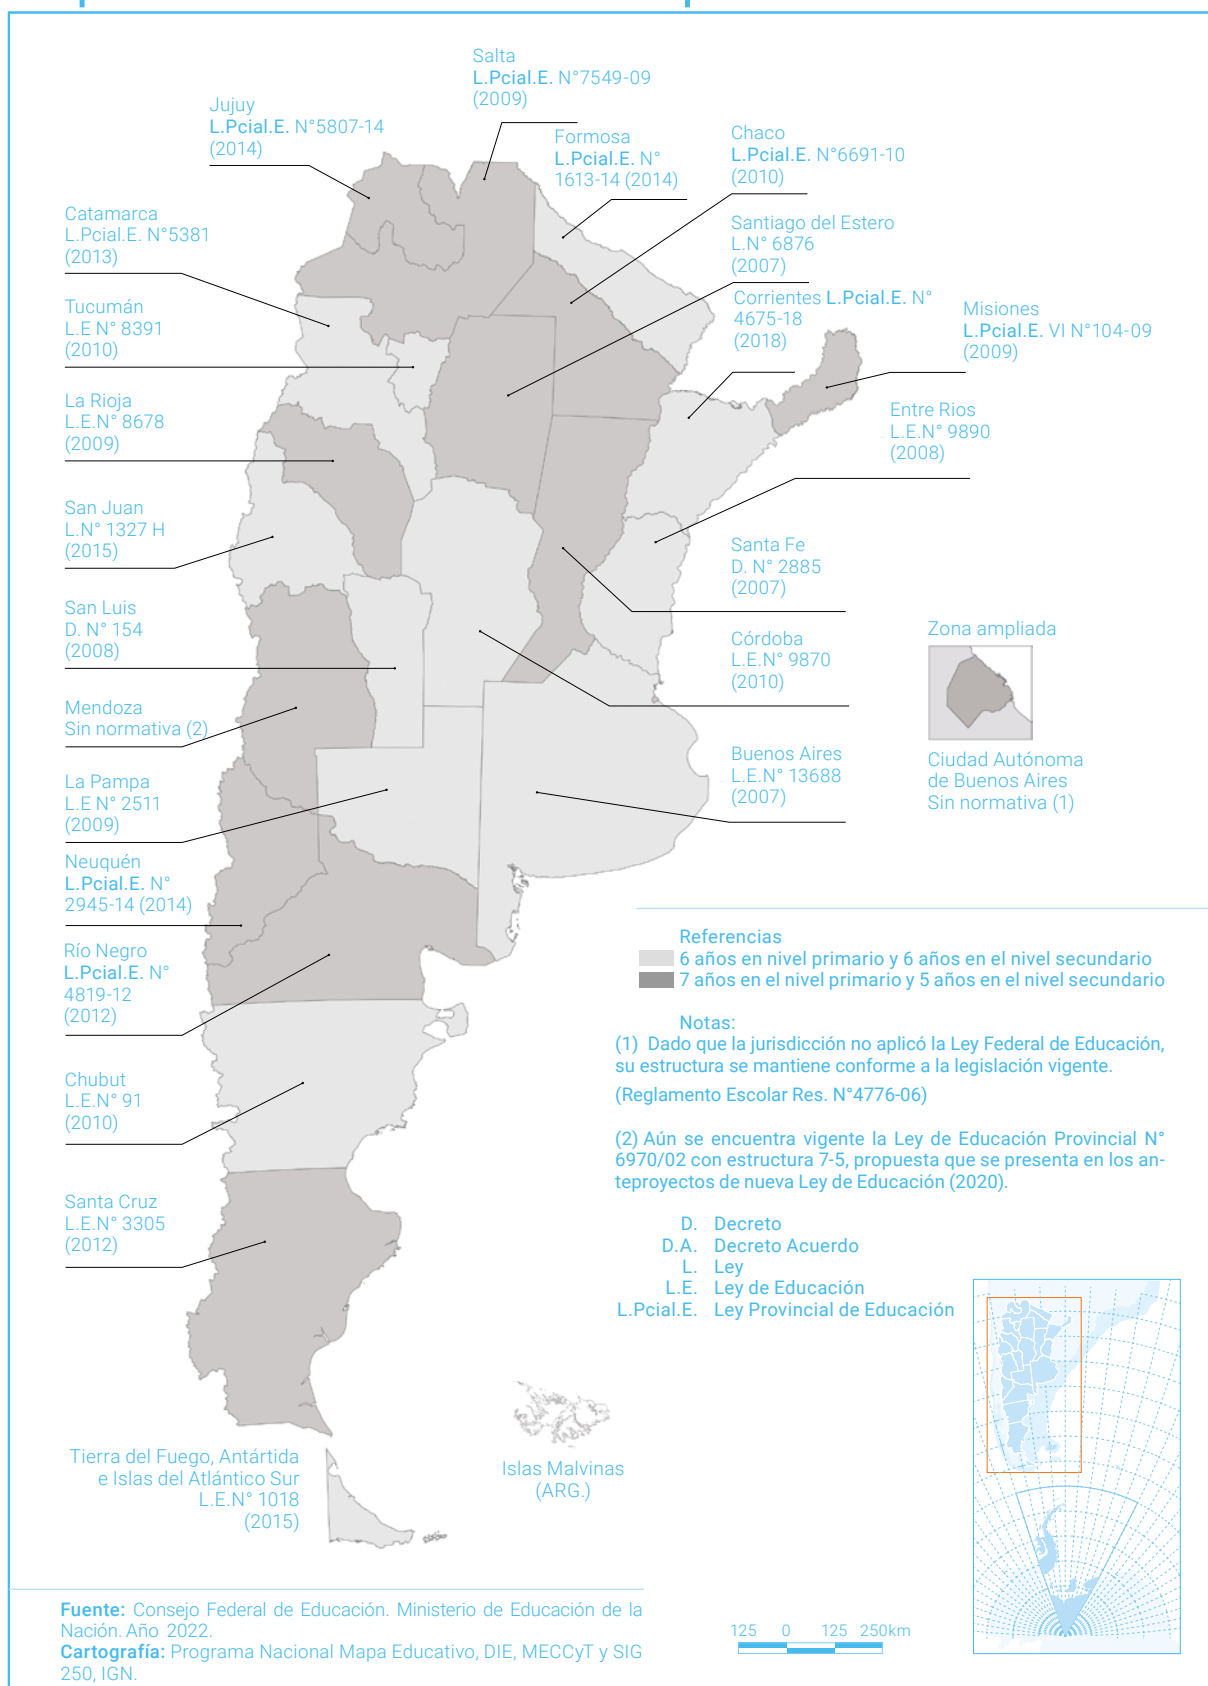 Salta
L.Pcial.E. N°7549-09
(2009)
Jujuy
L.Pcial.E. N°5807-14
(2014)
Formosa
L.Pcial.E. N°
1613-14 (2014)
Chaco
L.Pcial.E. N°6691-10
(2010)
Catamarca
L.Pcial.E. N°5381
(2013)
Santiago del Estero
L.N° 6876
(2007)
Tucumán
L.E N° 8391
(2010)
Corrientes L.Pcial.E. N°
4675-18
(2018)
Misiones
L.Pcial.E. VI N°104-09
(2009)
La Rioja
L.E.N° 8678
(2009)
Entre Rios
L.E.N° 9890
(2008)
San Juan
L.N° 1327 H
(2015)
Santa Fe
D. N° 2885
(2007)
San Luis
D. N° 154
(2008)
Córdoba
L.E.N° 9870
(2010)
Zona ampliada
Mendoza
Sin normativa (2)
Buenos Aires
L.E.N° 13688
(2007)
Ciudad Autónoma
de Buenos Aires
Sin normativa (1)
La Pampa
L.E N° 2511
(2009)
Neuquén
L.Pcial.E. N°
2945-14 (2014)
Río Negro
L.Pcial.E. N°
4819-12
(2012)
Chubut
L.E.N° 91
(2010)
Santa Cruz
L.E.N° 3305
(2012)
Referencias
6 años en nivel primario y 6 años en el nivel secundario
7 años en el nivel primario y 5 años en el nivel secundario
Notas:
(1) Dado que la jurisdicción no aplicó la Ley Federal de Educación,
su estructura se mantiene conforme a la legislación vigente.
(Reglamento Escolar Res. N°4776-06)
(2) Aún se encuentra vigente la Ley de Educación Provincial N°
6970/02 con estructura 7-5, propuesta que se presenta en los an-
teproyectos de nueva Ley de Educación (2020).
D. Decreto
D.A. Decreto Acuerdo
L. Ley
L.E. Ley de Educación
L.Pcial.E. Ley Provincial de Educación
Tierra del Fuego, Antártida
e Islas del Atlántico Sur
L.E.N° 1018
(2015)
Islas Malvinas
(ARG.)
Fuente: Consejo Federal de Educación. Ministerio de Educación de la
Nación. Año 2022.
Cartografía: Programa Nacional Mapa Educativo, DIE, MECCyT y SIG
250, IGN.
125 0 125 250km